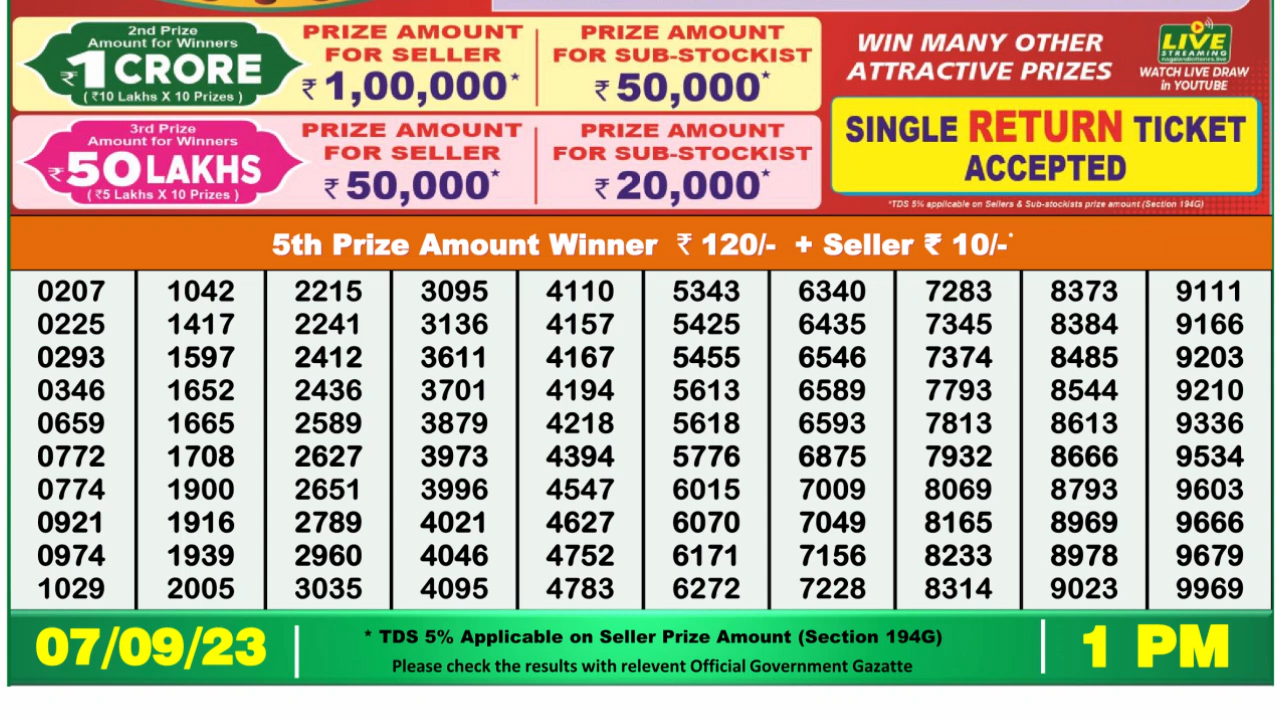 2nd Prize
Amount for Winners
₹1 CRORE
( ₹10 Lakhs X 10 Prizes )
PRIZE AMOUNT
FOR SELLER
₹ 1,00,000*
PRIZE AMOUNT
FOR SUB-STOCKIST
₹ 50,000*
3rd Prize
Amount for Winners
₹50 LAKHS
( ₹5 Lakhs X 10 Prizes )
PRIZE AMOUNT
FOR SELLER
₹ 50,000*
PRIZE AMOUNT
FOR SUB-STOCKIST
₹ 20,000*
WIN MANY OTHER
ATTRACTIVE PRIZES
LIVE
STREAMING
WATCH LIVE DRAW
in YOUTUBE
SINGLE RETURN TICKET
ACCEPTED
*TDS 5% applicable on Sellers & Sub-stockists prize amount (Section 194G)
5th Prize Amount Winner ₹ 120/- + Seller ₹ 10/-*
0207 1042 2215 3095 4110 5343 6340 7283 8373 9111
0225 1417 2241 3136 4157 5425 6435 7345 8384 9166
0293 1597 2412 3611 4167 5455 6546 7374 8485 9203
0346 1652 2436 3701 4194 5613 6589 7793 8544 9210
0659 1665 2589 3879 4218 5618 6593 7813 8613 9336
0772 1708 2627 3973 4394 5776 6875 7932 8666 9534
0774 1900 2651 3996 4547 6015 7009 8069 8793 9603
0921 1916 2789 4021 4627 6070 7049 8165 8969 9666
0974 1939 2960 4046 4752 6171 7156 8233 8978 9679
1029 2005 3035 4095 4783 6272 7228 8314 9023 9969
07/09/23
* TDS 5% Applicable on Seller Prize Amount (Section 194G)
Please check the results with relevent Official Government Gazatte
1 PM